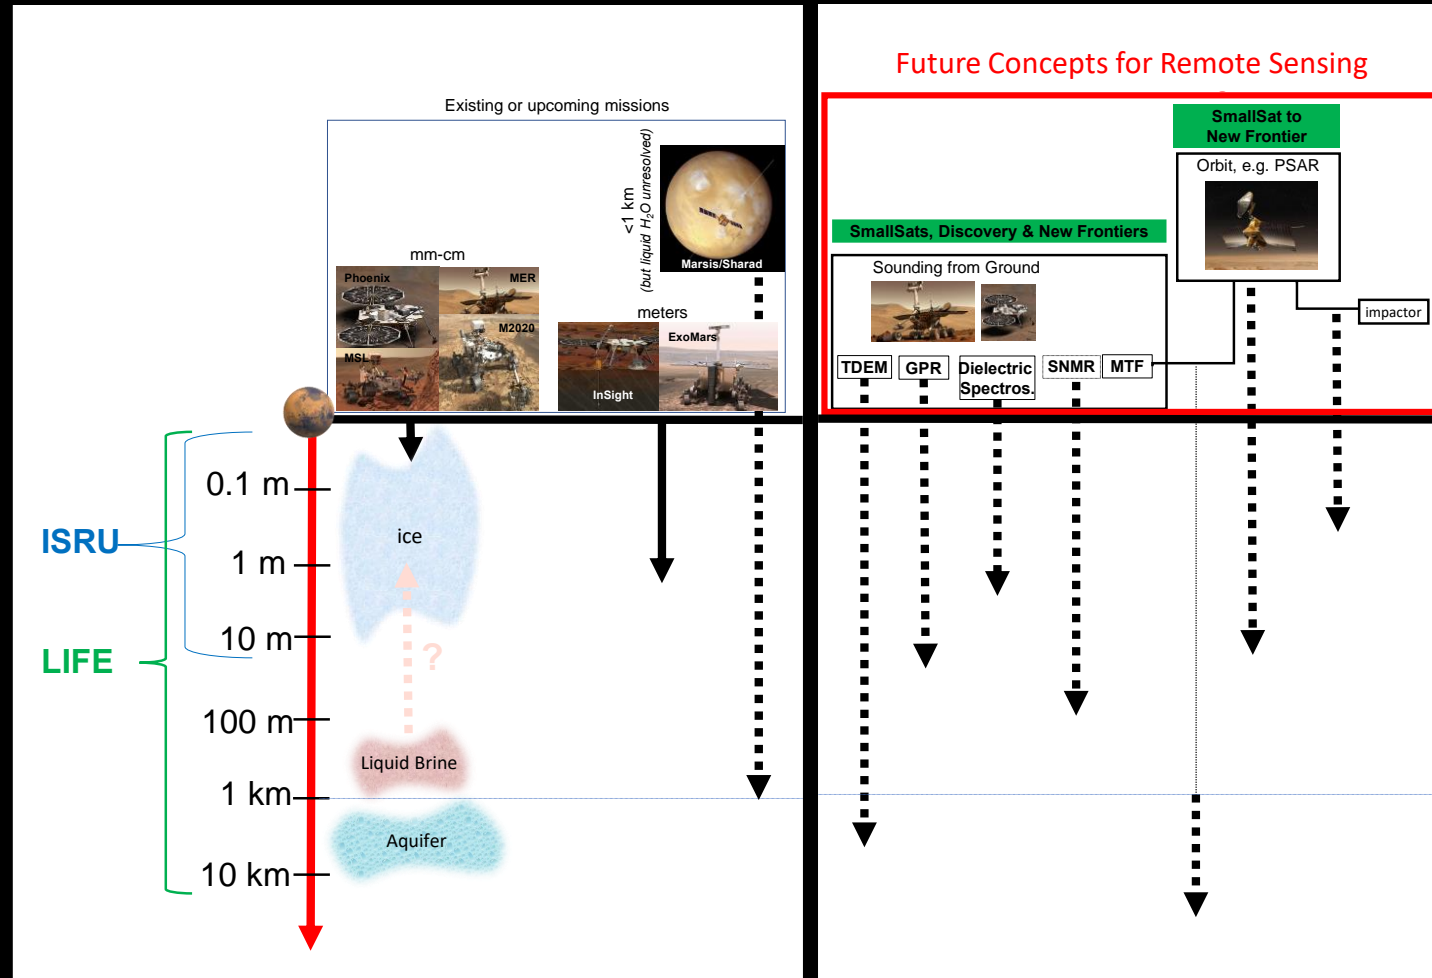 Future Concepts for Remote Sensing
Existing or upcoming missions
<1 km
(but liquid H₂O unresolved)
Marsis/Sharad
mm-cm
Phoenix
MER
M2020
MSL
meters
InSight
ExoMars
SmallSat to
New Frontier
Orbit, e.g. PSAR
SmallSats, Discovery & New Frontiers
Sounding from Ground
impactor
TDEM
GPR
Dielectric
Spectros.
SNMR
MTF
0.1 m
ISRU
ice
1 m
10 m
LIFE
?
100 m
Liquid Brine
1 km
Aquifer
10 km